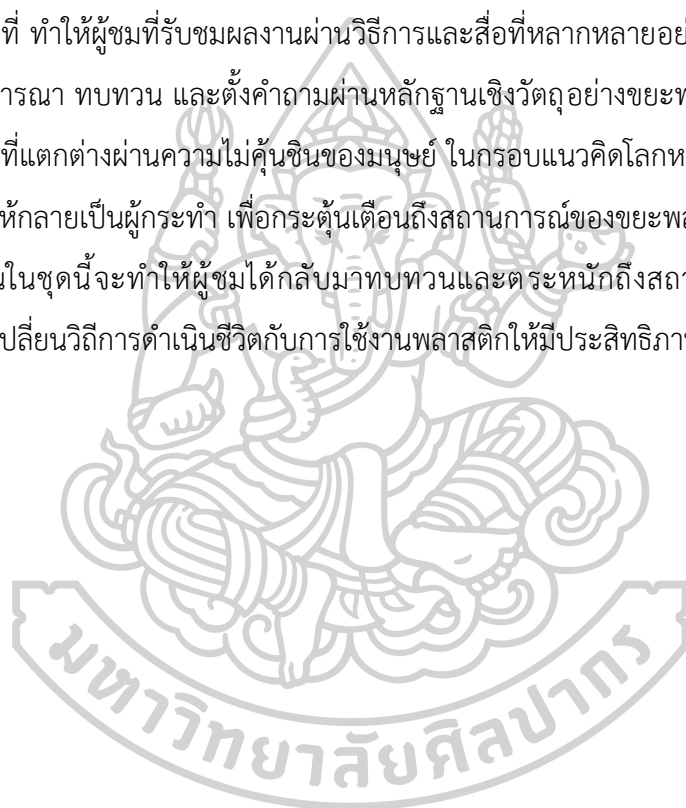 ที่ ทำให้ผู้ชมที่รับชมผลงานผ่านวิธีการและสื่อที่หลากหลายอย่
ารณา ทบทวน และตั้งคำถามผ่านหลักฐานเชิงวัตถุอย่างขยะพ
ที่แตกต่างผ่านความไม่คุ้นชินของมนุษย์ ในกรอบแนวคิดโลกห
ห้กลายเป็นผู้กระทำ เพื่อกระตุ้นเตือนถึงสถานการณ์ของขยะพล
นในชุดนี้จะทำให้ผู้ชมได้กลับมาทบทวนและตระหนักถึงสถา
เปลี่ยนวิถีการดำเนินชีวิตกับการใช้งานพลาสติกให้มีประสิทธิภา
มหาวิทยาลัยศิลปากร